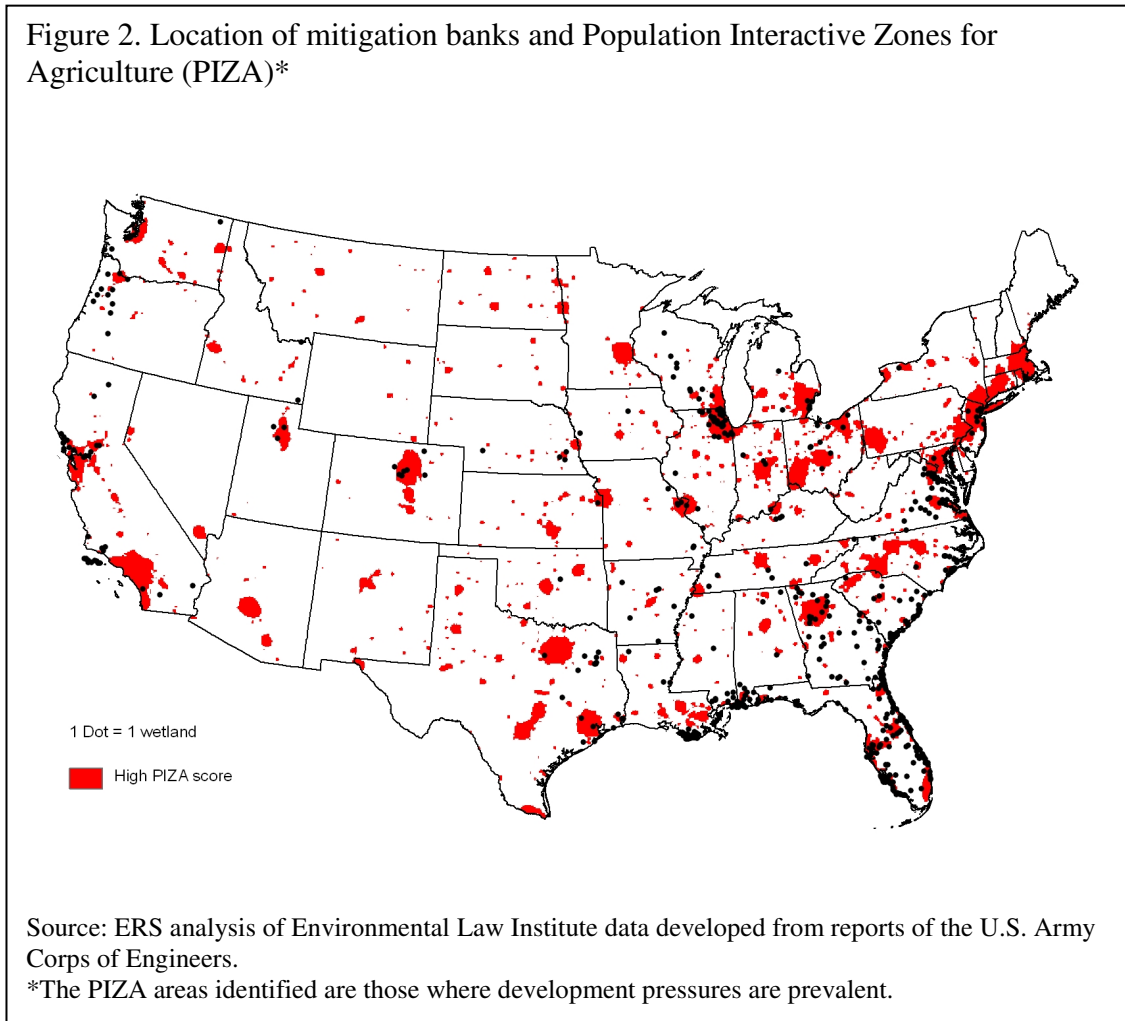 Figure 2. Location of mitigation banks and Population Interactive Zones for
Agriculture (PIZA)*
1 Dot = 1 wetland
High PIZA score
Source: ERS analysis of Environmental Law Institute data developed from reports of the U.S. Army
Corps of Engineers.
*The PIZA areas identified are those where development pressures are prevalent.